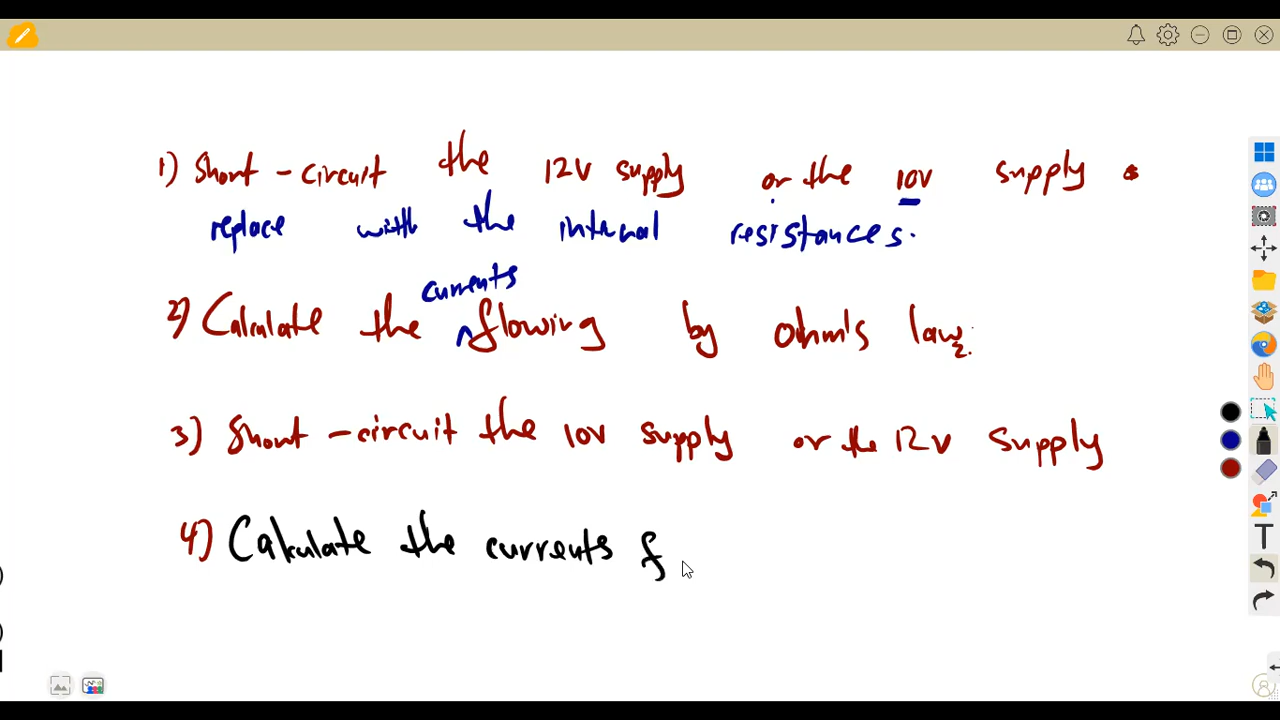 1) Short-circuit the 12V supply or the 10V supply &
replace with the internal resistances.
currents
2) Calculate the ^flowing by Ohm's law.
3) Short-circuit the 10V supply or the 12V supply
4) Calculate the currents f
T